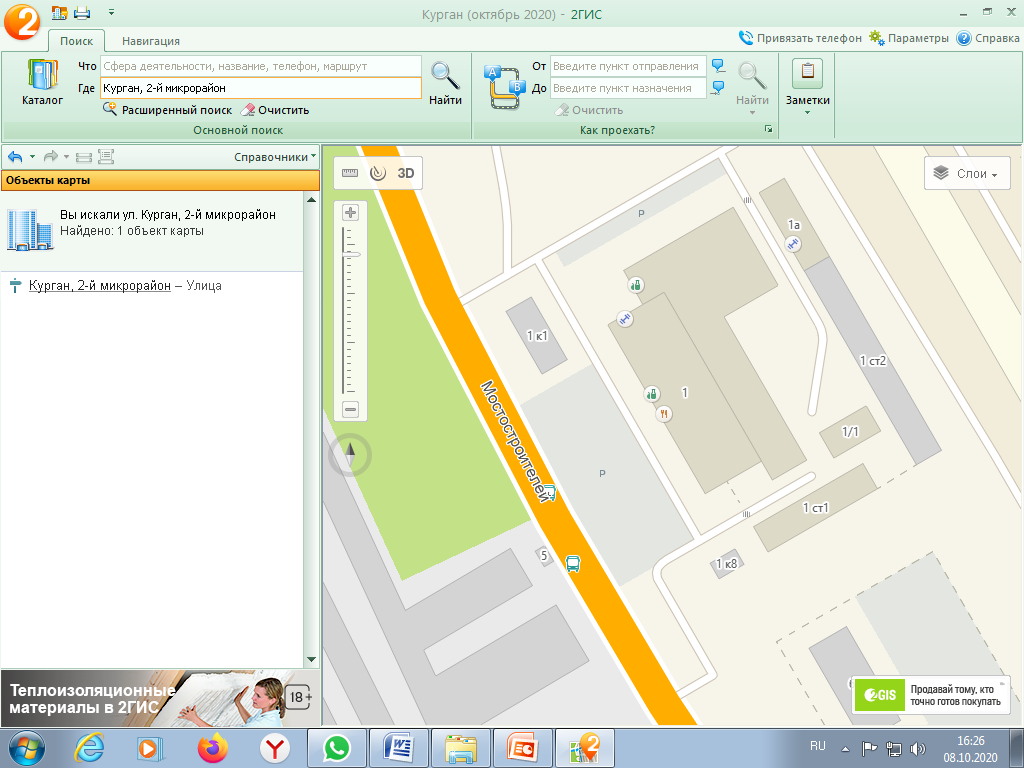 Курган (октябрь 2020) - 2ГИС
Поиск
Навигация
Привязать телефон
Параметры
Справка
Каталог
Что
Сфера деятельности, название, телефон, маршрут
Где
Курган, 2-й микрорайон
Расширенный поиск
Очистить
Найти
Основной поиск
A
B
От
Введите пункт отправления
До
Введите пункт назначения
Очистить
Найти
Как проехать?
Заметки
Справочники
Объекты карты
Вы искали ул. Курган, 2-й микрорайон
Найдено: 1 объект карты
Курган, 2-й микрорайон – Улица
3D
Слои
P
1а
1 к1
1 ст2
1
1/1
Мостостроителей
P
1 ст1
5
1 к8
Теплоизоляционные
материалы в 2ГИС
18+
2GIS
Продавай тому, кто
точно готов покупать
RU
16:26
08.10.2020